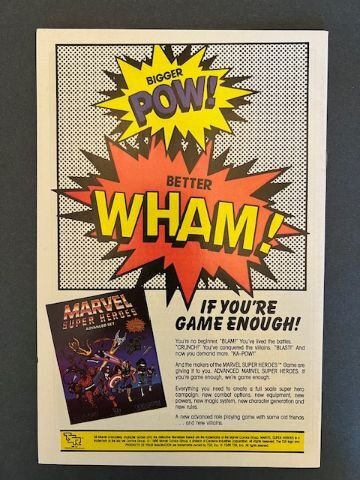 BIGGER
POW!
BETTER
WHAM!
IF YOU'RE
GAME ENOUGH!
MARVEL
SUPER HEROES
ADVANCED SET
You're no beginner. "BLAM!" You've lived the battles.
"CRUNCH!" You've conquered the villains. "BLAST!" And
now you demand more. "KA-POW!"
And the makers of the MARVEL SUPER HEROES™ Game are
giving it to you. ADVANCED MARVEL SUPER HEROES. If
you're game enough, we're game enough.
Everything you need to create a full scale super hero
campaign: new combat options, new equipment, new
powers, new magic system, new character generation and
new rules.
A new advanced role playing game with some old friends
. . . and new villains.